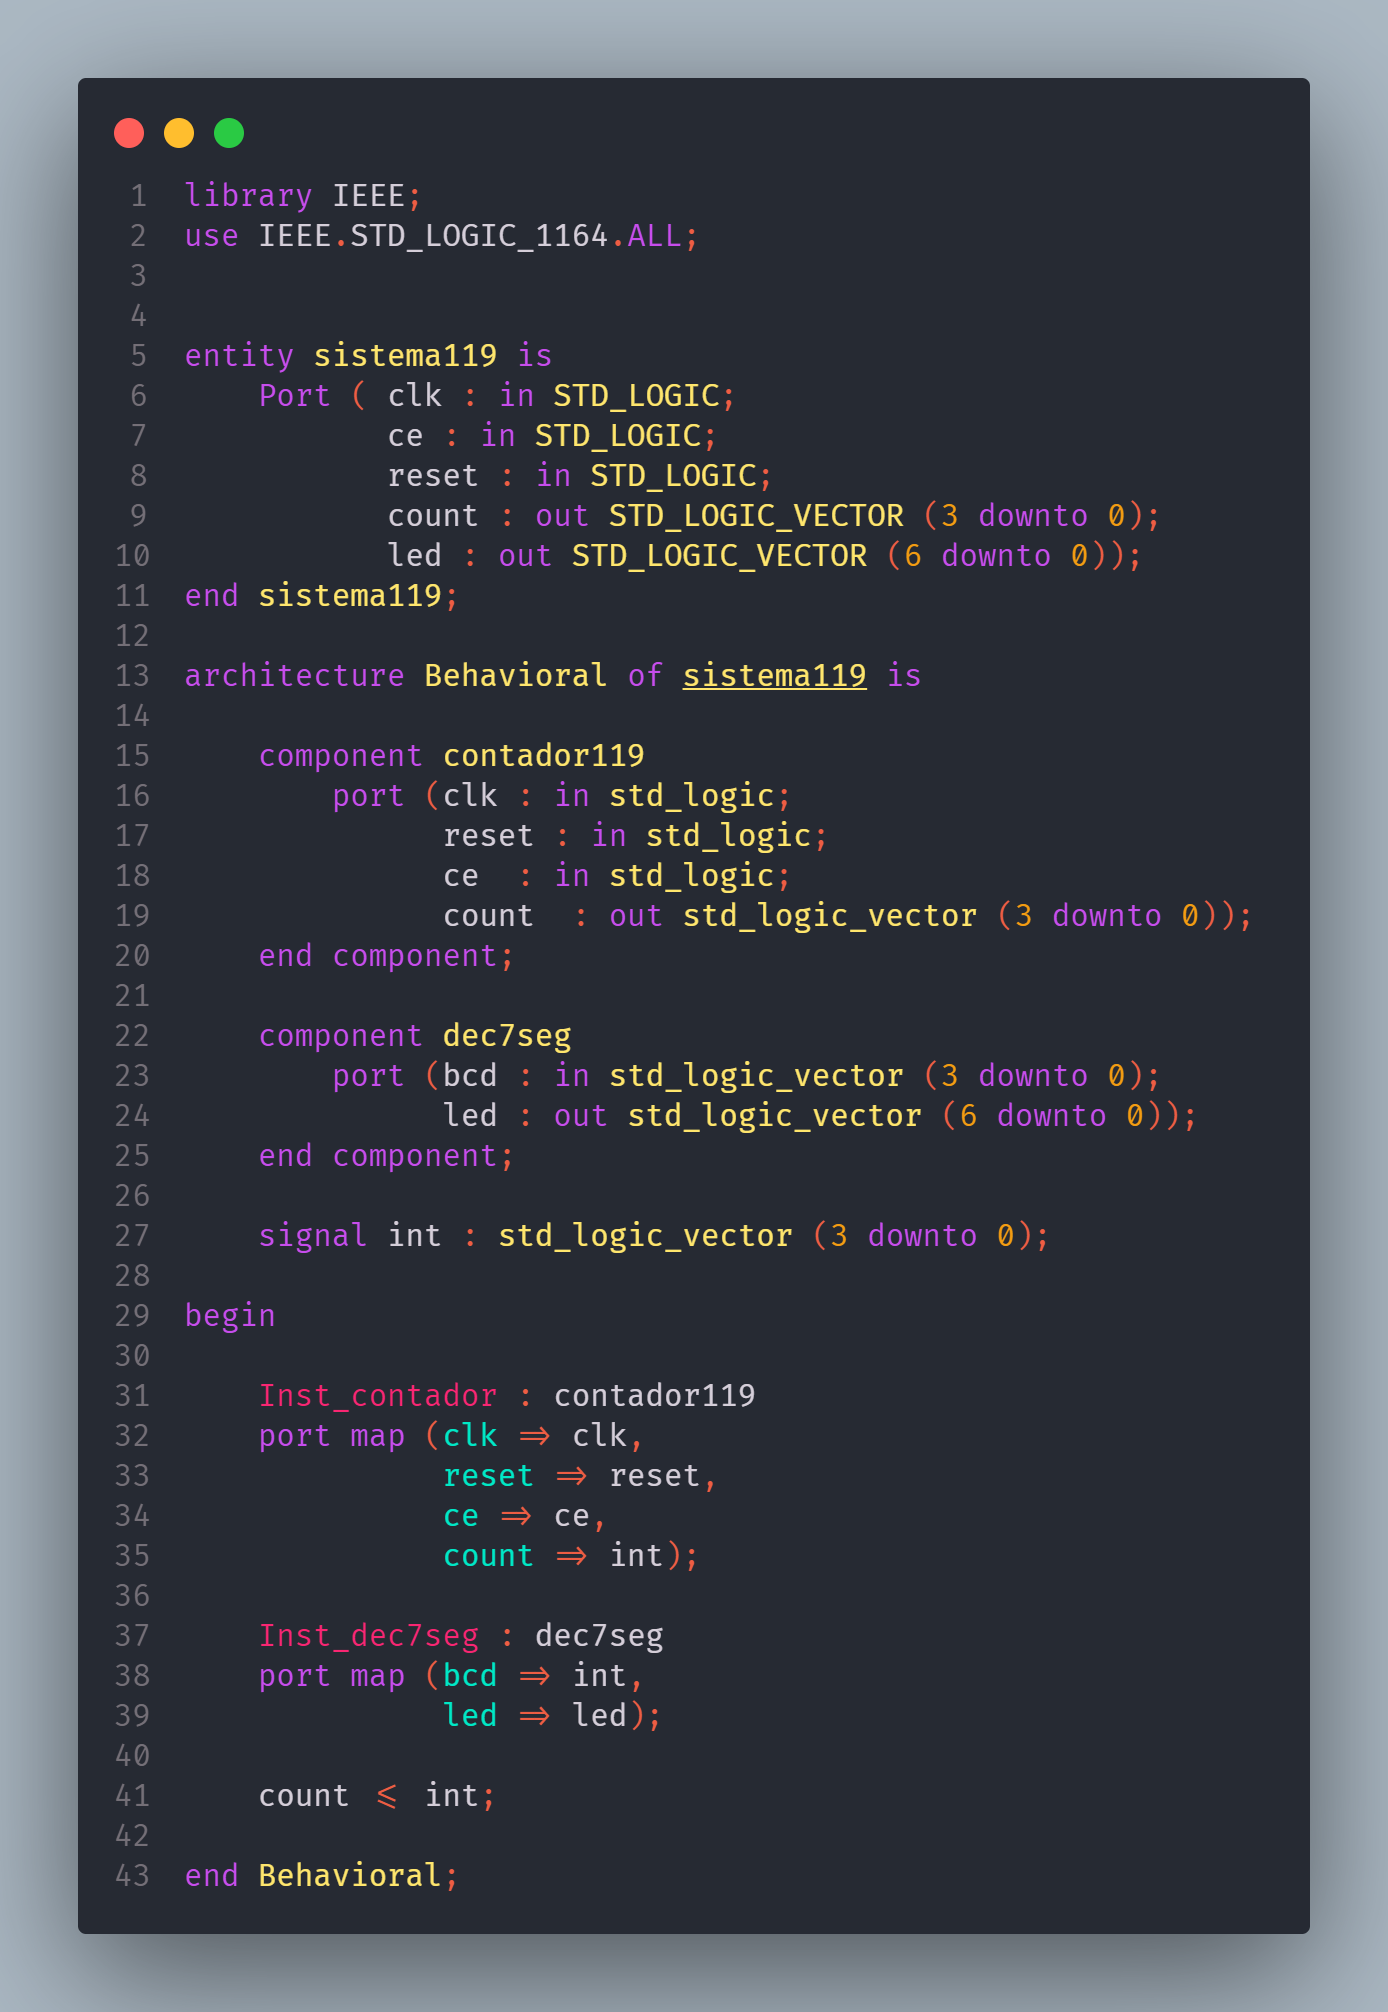 1 library IEEE;
2 use IEEE.STD_LOGIC_1164.ALL;
3
4
5 entity sistema119 is
6     Port ( clk : in STD_LOGIC;
7            ce : in STD_LOGIC;
8            reset : in STD_LOGIC;
9            count : out STD_LOGIC_VECTOR (3 downto 0);
10            led : out STD_LOGIC_VECTOR (6 downto 0));
11 end sistema119;
12
13 architecture Behavioral of sistema119 is
14
15     component contador119
16         port (clk : in std_logic;
17               reset : in std_logic;
18               ce  : in std_logic;
19               count  : out std_logic_vector (3 downto 0));
20     end component;
21
22     component dec7seg
23         port (bcd : in std_logic_vector (3 downto 0);
24               led : out std_logic_vector (6 downto 0));
25     end component;
26
27     signal int : std_logic_vector (3 downto 0);
28
29 begin
30
31     Inst_contador : contador119
32     port map (clk => clk,
33               reset => reset,
34               ce => ce,
35               count => int);
36
37     Inst_dec7seg : dec7seg
38     port map (bcd => int,
39               led => led);
40
41     count <= int;
42
43 end Behavioral;